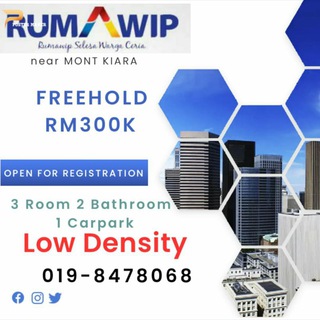 RUMAWIP
Rumawip Selesa Warga Ceria
near MONT KIARA
FREEHOLD
RM300K
OPEN FOR REGISTRATION
3 Room 2 Bathroom
1 Carpark
Low Density
019-8478068